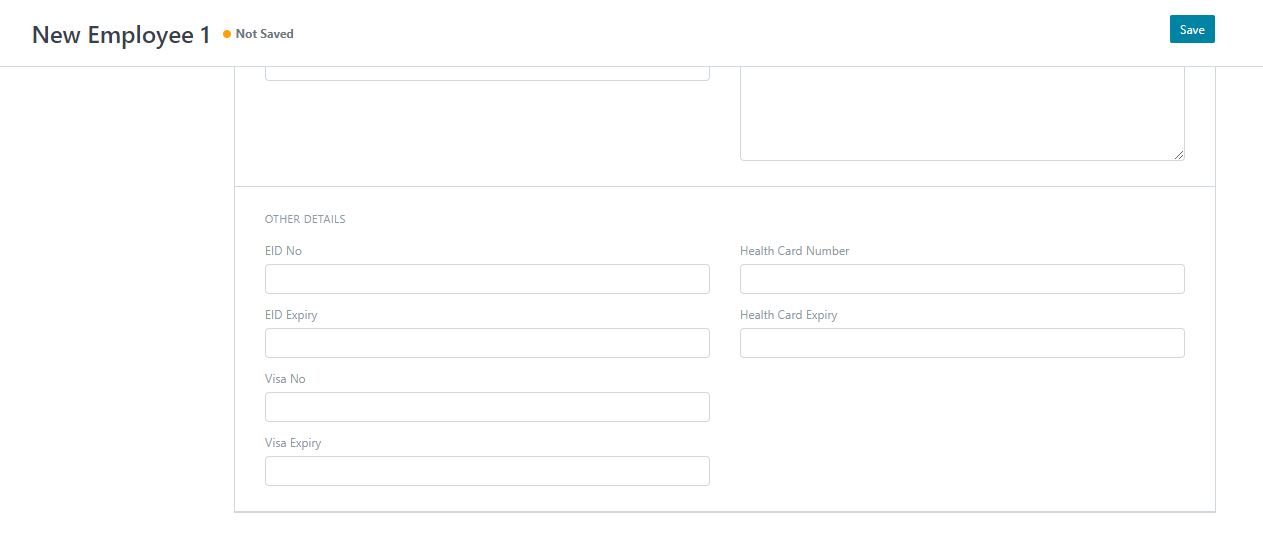 New Employee 1
Not Saved
Save
OTHER DETAILS
EID No
Health Card Number
EID Expiry
Health Card Expiry
Visa No
Visa Expiry